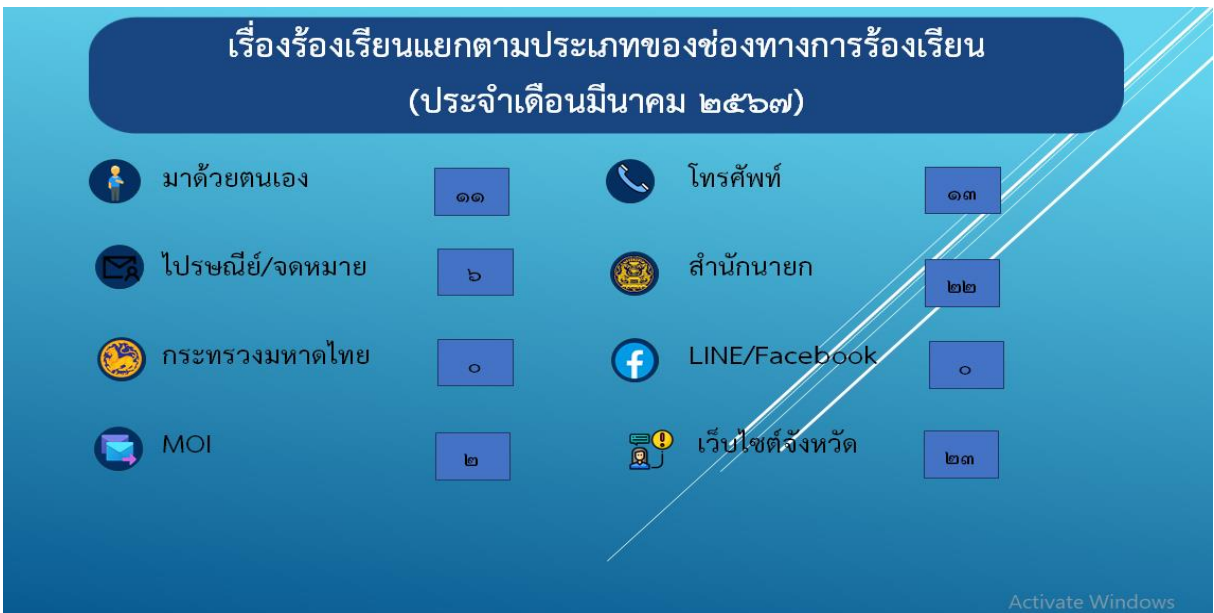 เรื่องร้องเรียนแยกตามประเภทของช่องทางการร้องเรียน
(ประจำเดือนมีนาคม ๒๕๖๗)
มาด้วยตนเอง ๑๑
โทรศัพท์ ๑๓
ไปรษณีย์/จดหมาย ๖
สำนักนายก ๒๒
กระทรวงมหาดไทย ๐
LINE/Facebook ๐
MOI ๒
เว็บไซต์จังหวัด ๒๓
Activate Windows